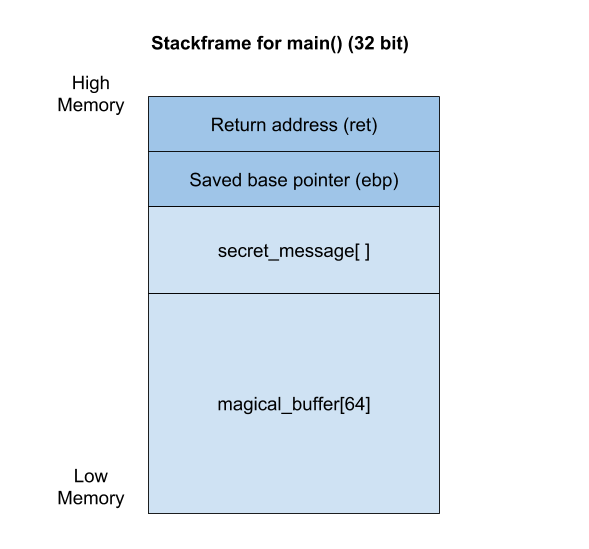 Stackframe for main() (32 bit)
High
Memory
Return address (ret)
Saved base pointer (ebp)
secret_message[ ]
magical_buffer[64]
Low
Memory